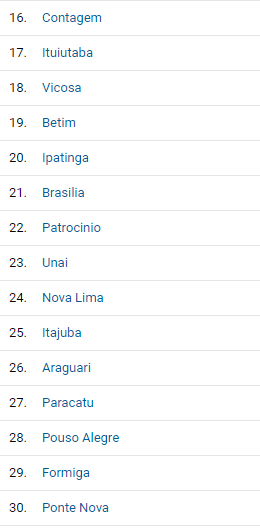 16. Contagem
17. Ituiutaba
18. Vicosa
19. Betim
20. Ipatinga
21. Brasilia
22. Patrocinio
23. Unai
24. Nova Lima
25. Itajuba
26. Araguari
27. Paracatu
28. Pouso Alegre
29. Formiga
30. Ponte Nova